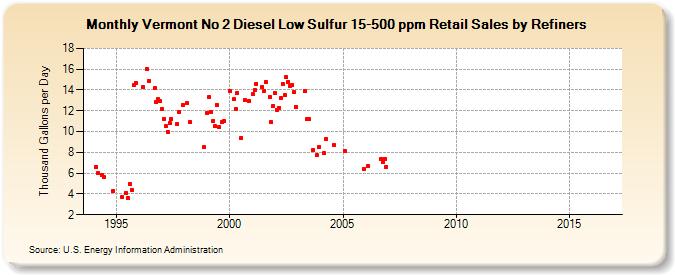 Monthly Vermont No 2 Diesel Low Sulfur 15-500 ppm Retail Sales by Refiners
Thousand Gallons per Day
18
16
14
12
10
8
6
4
2
1995 2000 2005 2010 2015
Source: U.S. Energy Information Administration